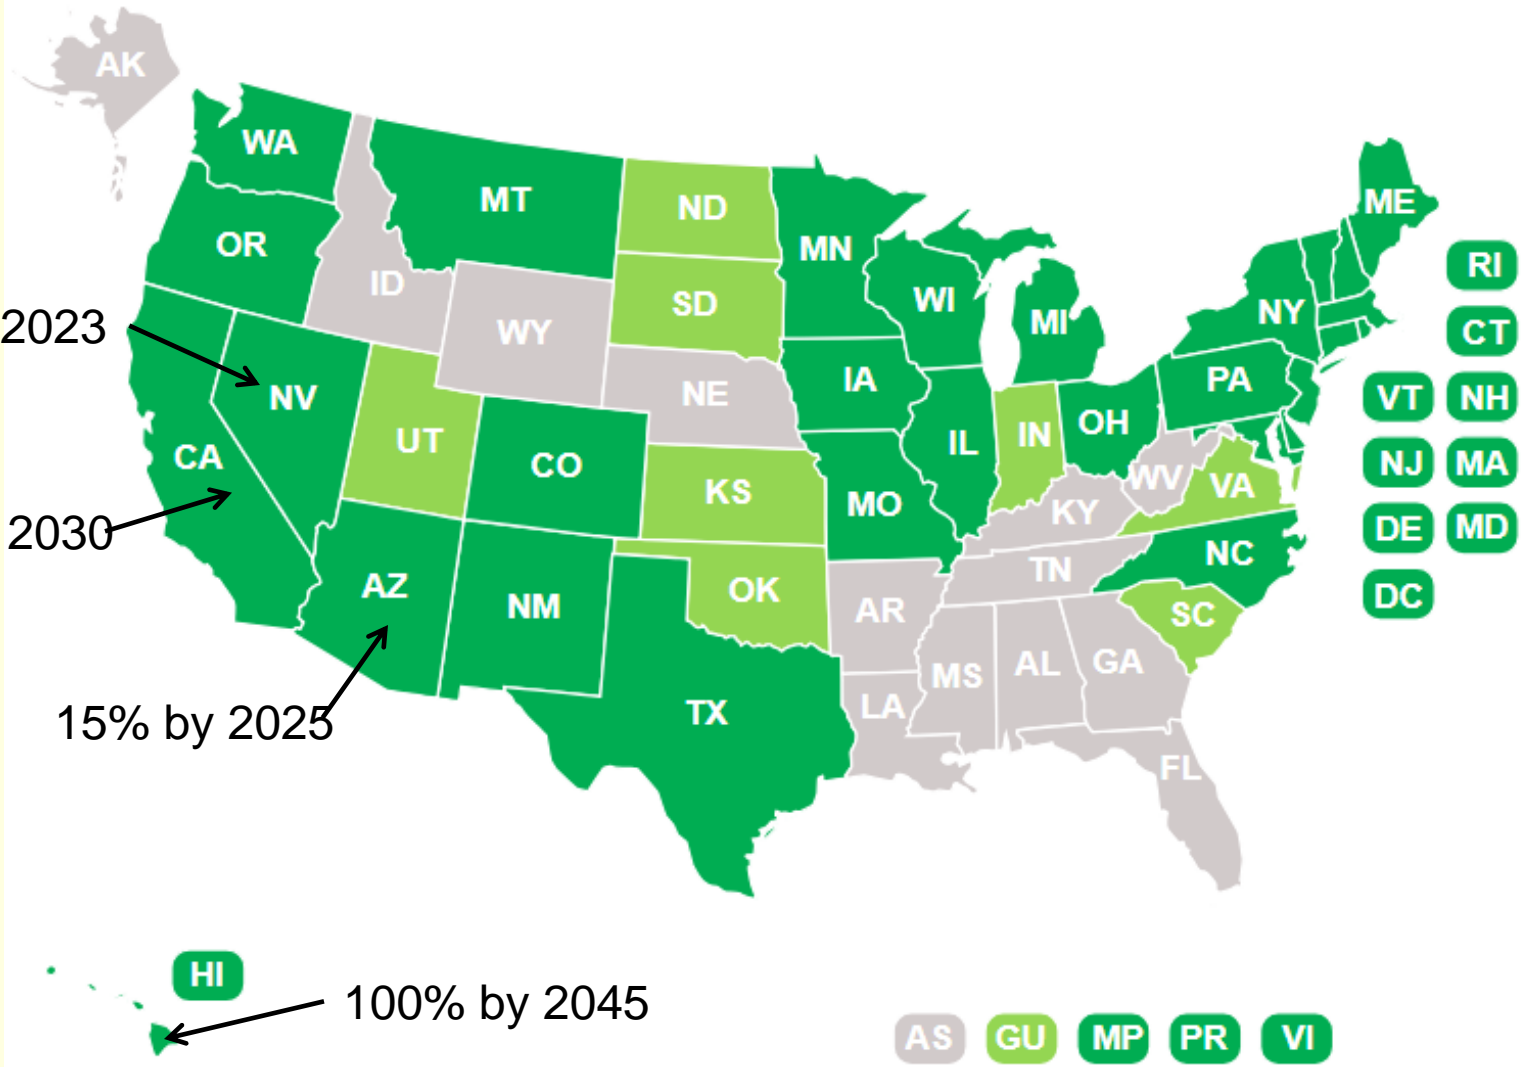 AK
WA
MT
ND
MN
ME
OR
ID
SD
WI
MI
NY
RI
2023
WY
CT
NV
NE
IA
PA
VT NH
UT
CO
IL
IN
OH
CA
KS
MO
WV
VA
NJ MA
2030
KY
DE MD
AZ
NM
OK
AR
TN
NC
DC
SC
15% by 2025
TX
LA
MS
AL
GA
FL
HI
100% by 2045
AS GU MP PR VI